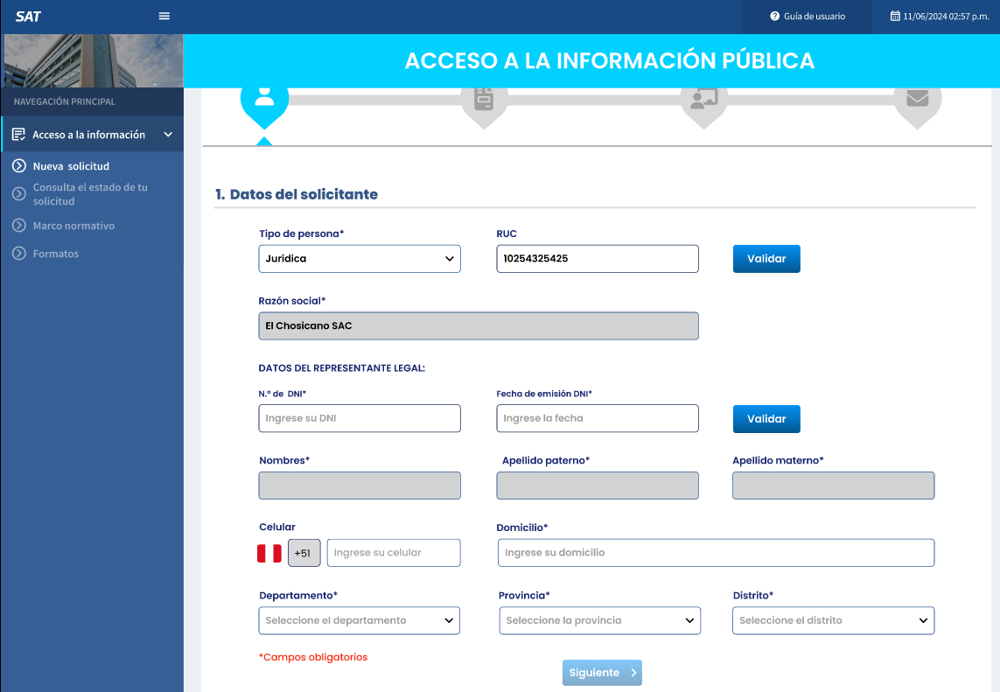 SAT
Guía de usuario
11/06/2024 02:57 p.m.
ACCESO A LA INFORMACIÓN PÚBLICA
NAVEGACIÓN PRINCIPAL
Acceso a la información
Nueva solicitud
Consulta el estado de tu
solicitud
Marco normativo
Formatos
1. Datos del solicitante
Tipo de persona*
RUC
Jurídica
10254325425
Validar
Razón social*
El Chosicano SAC
DATOS DEL REPRESENTANTE LEGAL:
N.º de DNI*
Fecha de emisión DNI*
Ingrese su DNI
Ingrese la fecha
Validar
Nombres*
Apellido paterno*
Apellido materno*
Celular
Domicilio*
+51
Ingrese su celular
Ingrese su domicilio
Departamento*
Provincia*
Distrito*
Seleccione el departamento
Seleccione la provincia
Seleccione el distrito
*Campos obligatorios
Siguiente